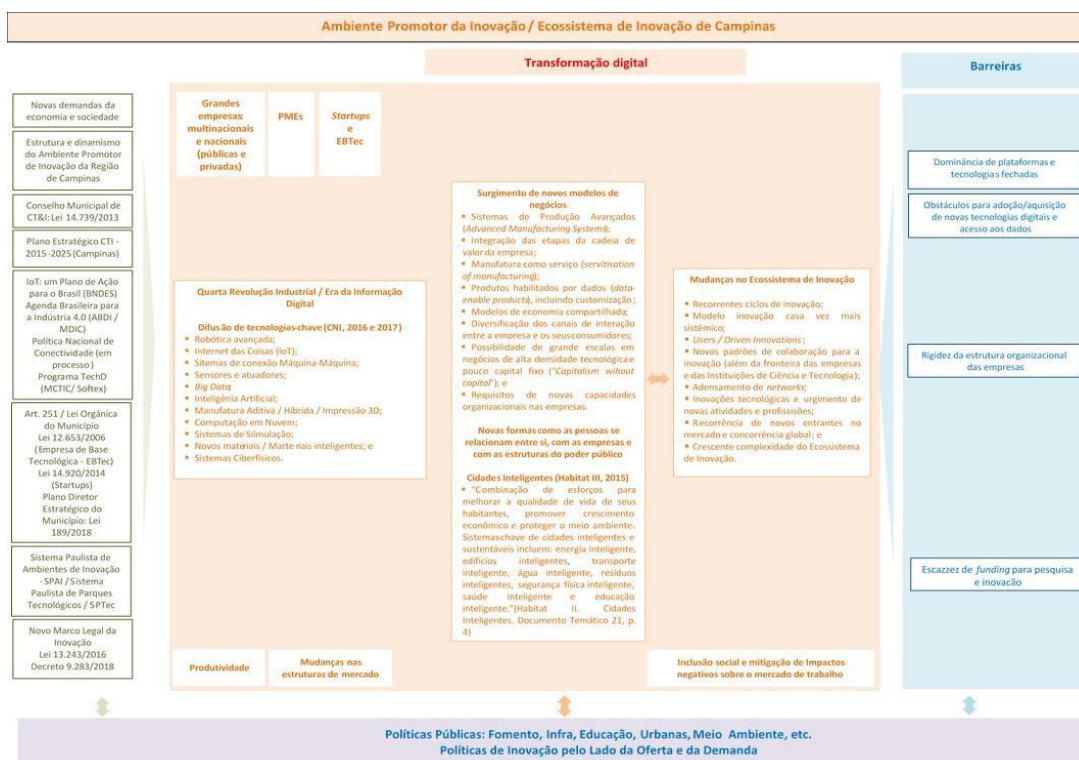 Ambiente Promotor da Inovação / Ecossistema de Inovação de Campinas
Transformação digital
Barreiras
Novas demandas da
economia e sociedade
Estrutura e dinamismo
do Ambiente Promotor
de Inovação da Região
de Campinas
Conselho Municipal de
CT&I: Lei 14.739/2013
Plano Estratégico CTI -
2015-2025 (Campinas)
IoT: um Plano de Ação
para o Brasil (BNDES)
Agenda Brasileira para
a Indústria 4.0 (ABDI /
MDIC)
Política Nacional de
Conectividade (em
processo)
Programa TechD
(MCTIC/ Softex)
Art. 251 / Lei Orgânica
do Município
Lei 12.653/2006
(Empresa de Base
Tecnológica - EBTec)
Lei 14.920/2014
(Startups)
Plano Diretor
Estratégico do
Município: Lei
189/2018
Sistema Paulista de
Ambientes de Inovação
- SPAI / Sistema
Paulista de Parques
Tecnológicos / SPTec
Novo Marco Legal da
Inovação
Lei 13.243/2016
Decreto 9.283/2018
Grandes
empresas:
multinacionais
e nacionais
(públicas e
privadas)
PMEs
Startups
e
EBTec
Quarta Revolução Industrial / Era da Informação
Digital
Difusão de tecnologias-chave (CNI, 2016 e 2017)
▪ Robótica avançada;
▪ Internet das Coisas (IoT);
▪ Sitemas de conexão Máquina-Máquina;
▪ Sensores e atuadores;
▪ Big Data;
▪ Inteligênia Artificial;
▪ Manufatura Aditiva / Híbrida / Impressão 3D;
▪ Computação em Nuvem;
▪ Sistemas de Silmulação;
▪ Novos materiais / Marternais inteligentes; e
▪ Sistemas Ciberfísicos.
Surgimento de novos modelos de
negócios
▪ Sistemas de Produção Avançados
(Advanced Manufacturing Systems);
▪ Integração das etapas da cadeia de
valor da empresa;
▪ Manufatura como serviço (servitisation
of manufacturing);
▪ Produtos habilitados por dados (data-
enable products), incluindo customização;
▪ Modelos de economia compartilhada;
▪ Diversificação dos canais de interação
entre a empresa e os seus consumidores;
▪ Possibilidade de grande escalas em
negócios de alta densidade tecnológica e
pouco capital fixo ("Capitalism wihout
capital"); e
▪ Requisitos de novas capacidades
organizacionais nas empresas.
Novas formas como as pessoas se
relacionam entre si, com as empresas e
com as estruturas do poder público
Cidades Inteligentes (Habitat III, 2015)
▪ "Combinação de esforços para
melhorar a qualidade de vida de seus
habitantes, promover crescimento
econômico e proteger o meio ambiente.
Sistemas-chave de cidades inteligentes e
sustentáveis incluem: energia inteligente,
edifícios inteligentes, transporte
inteligente, água inteligente, resíduos
inteligentes, segurança física inteligente,
saúde inteligente e educação
inteligente."(Habitat II. Cidades
Inteligentes. Documento Temático 21, p.
4)
Mudanças no Ecossistema de Inovação
▪ Recorrentes ciclos de inovação;
▪ Modelo inovação casa vez mais
sistêmico;
▪ Users / Driven Innovations;
▪ Novos padrões de colaboração para a
inovação (além da fronteira das empresas
e das Instituições de Ciência e Tecnologia);
▪ Adensamento de networks;
▪ Inovações tecnológicas e urgimento de
novas atividades e profissisões;
▪ Recorrência de novos entrantes no
mercado e concorrência global; e
▪ Crescente complexidade do Ecossistema
de Inovação.
Dominância de plataformas e
tecnologias fechadas
Obstáculos para adoção/aquisição
de novas tecnologias digitais e
acesso aos dados
Rigidez da estrutura organizacional
das empresas
Escazzez de funding para pesquisa
e inovacão
Produtividade
Mudanças nas
estruturas de mercado
Inclusão social e mitigação de Impactos
negativos sobre o mercado de trabalho
Políticas Públicas: Fomento, Infra, Educação, Urbanas, Meio Ambiente, etc.
Políticas de Inovação pelo Lado da Oferta e da Demanda